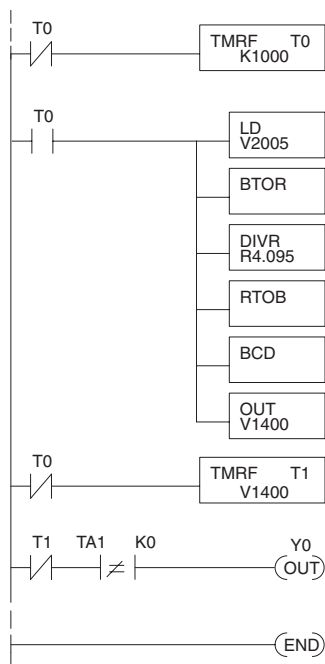 T0
TMRF T0
K1000
T0
LD
V2005
BTOR
DIVR
R4.095
RTOB
BCD
OUT
V1400
T0
TMRF T1
V1400
T1 TA1 K0 Y0
OUT
END